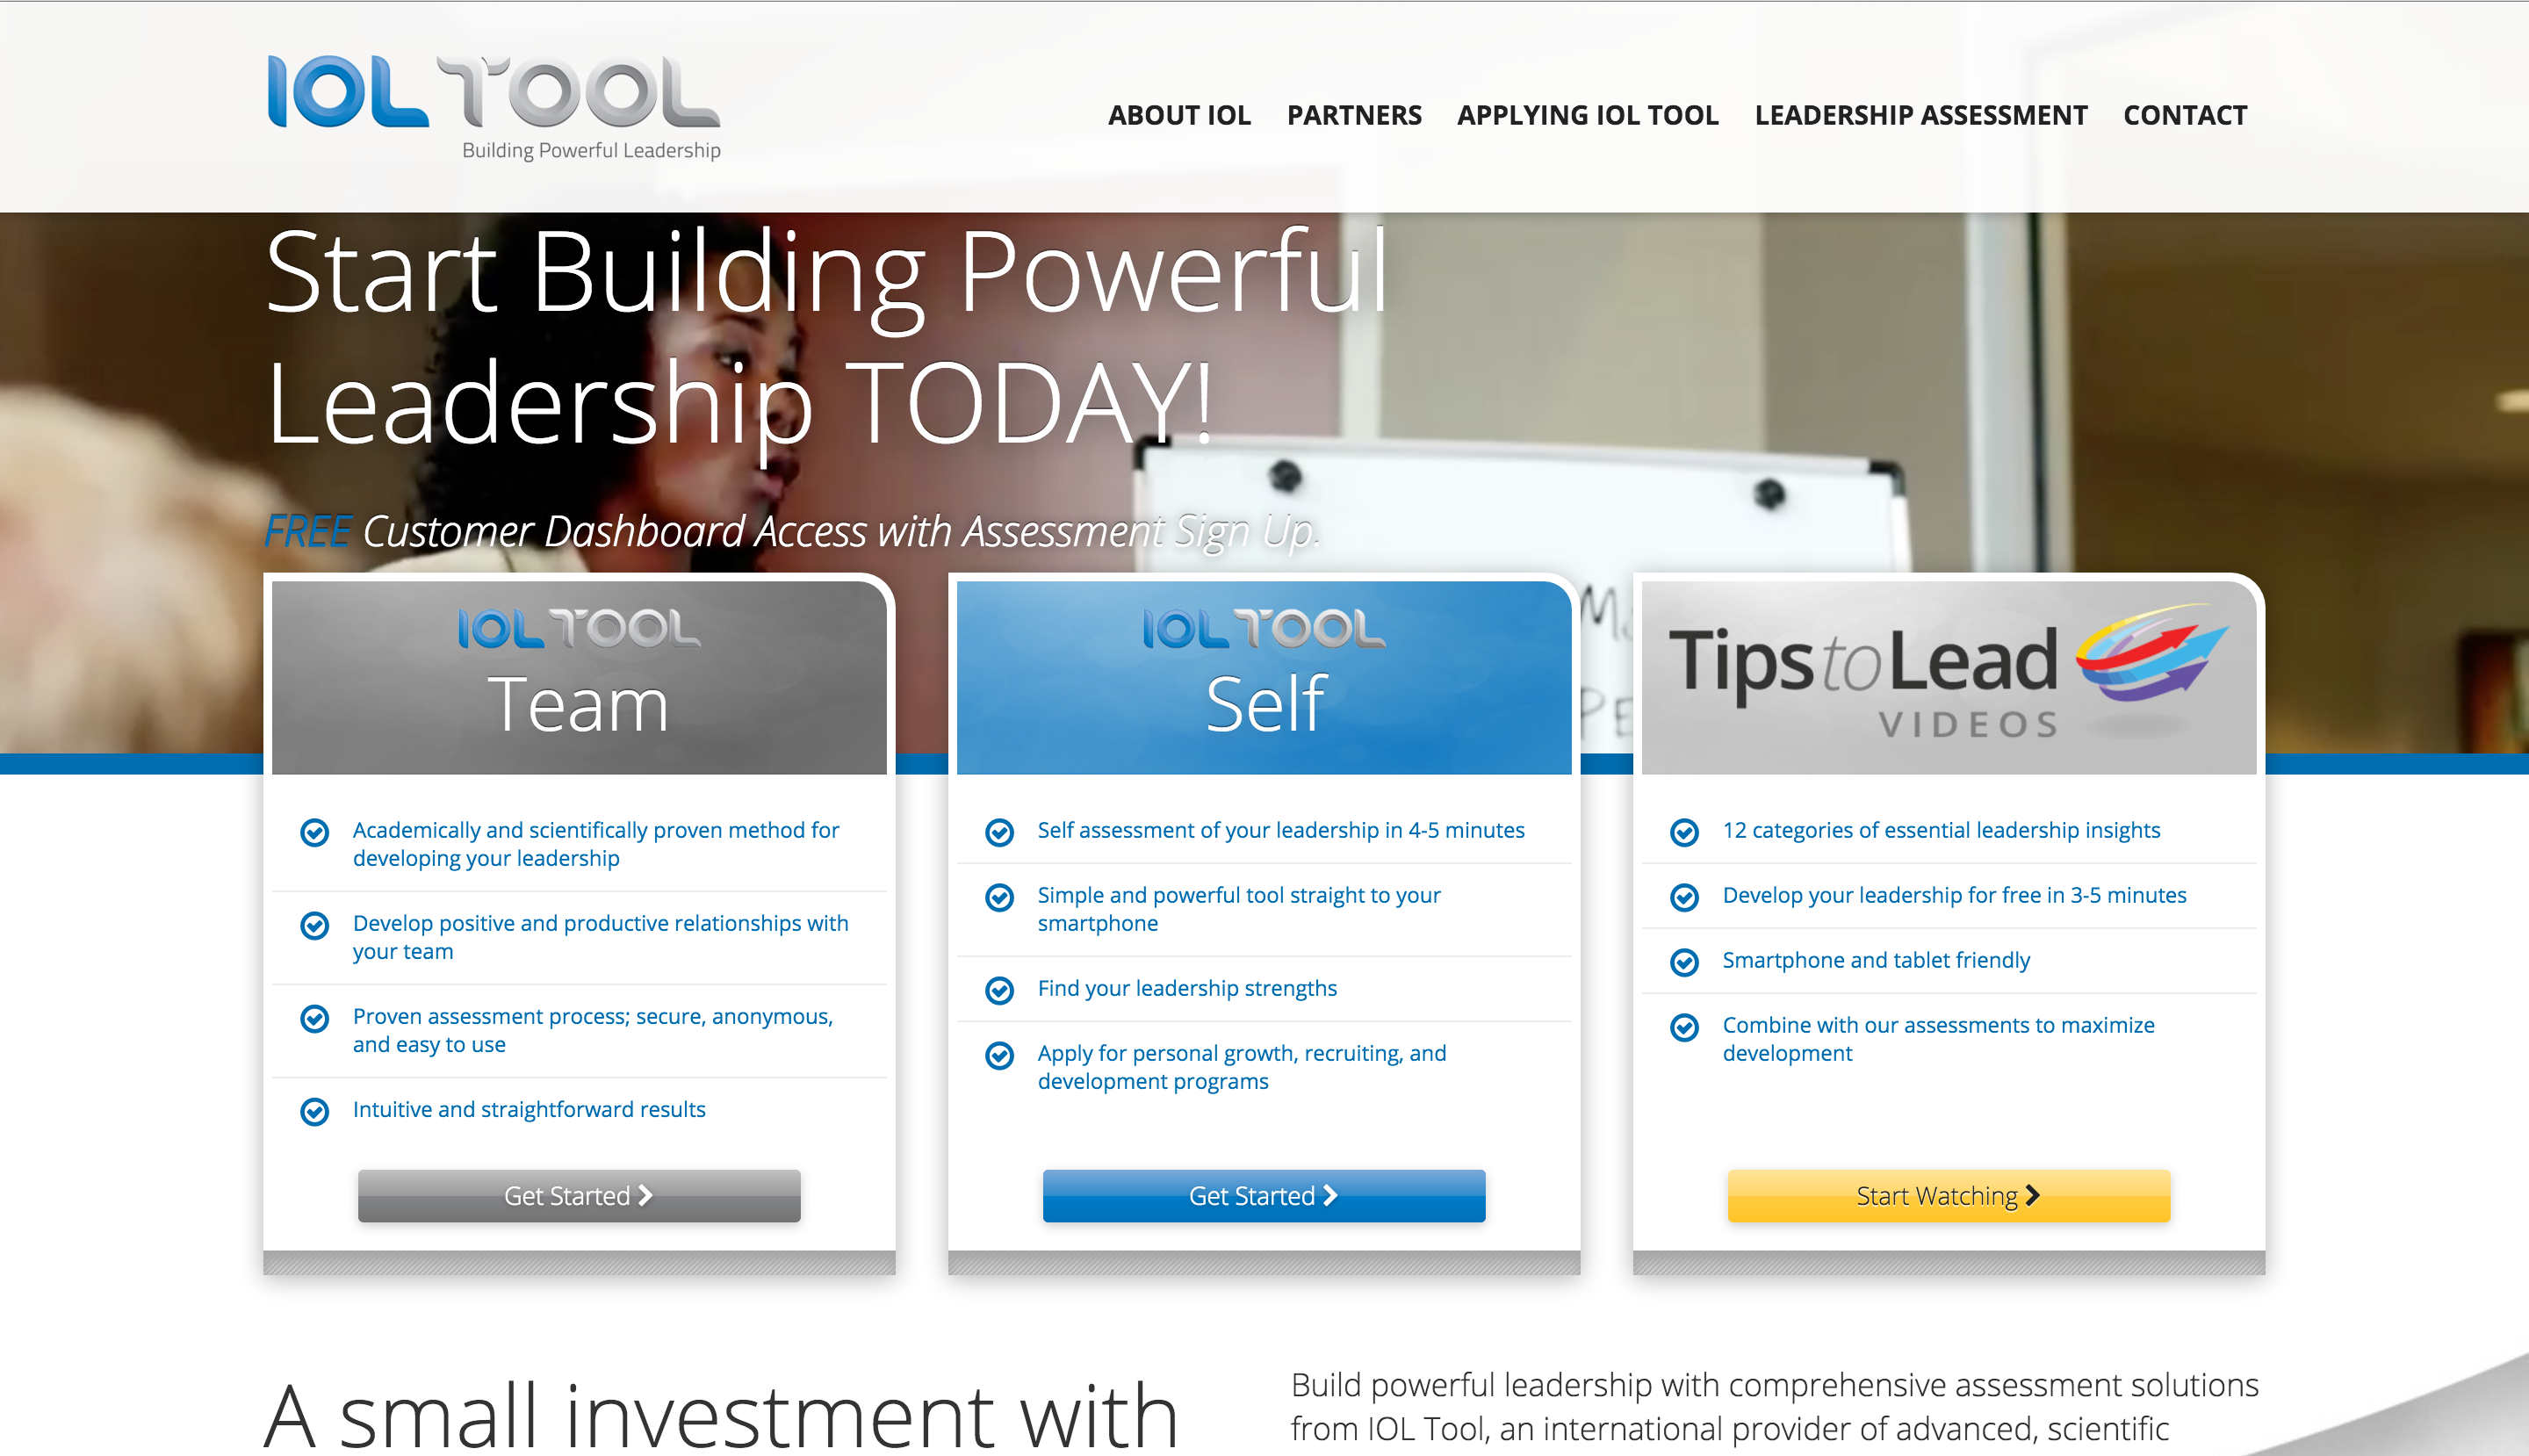 IOL TOOL
Building Powerful Leadership
ABOUT IOL PARTNERS APPLYING IOL TOOL LEADERSHIP ASSESSMENT CONTACT
Start Building Powerful
Leadership TODAY!
FREE Customer Dashboard Access with Assessment Sign Up.
IOL TOOL
Team
Academically and scientifically proven method for
developing your leadership
Develop positive and productive relationships with
your team
Proven assessment process; secure, anonymous,
and easy to use
Intuitive and straightforward results
Get Started
IOL TOOL
Self
Self assessment of your leadership in 4-5 minutes
Simple and powerful tool straight to your
smartphone
Find your leadership strengths
Apply for personal growth, recruiting, and
development programs
Get Started
Tips to Lead
VIDEOS
12 categories of essential leadership insights
Develop your leadership for free in 3-5 minutes
Smartphone and tablet friendly
Combine with our assessments to maximize
development
Start Watching
A small investment with
Build powerful leadership with comprehensive assessment solutions
from IOL Tool, an international provider of advanced, scientific